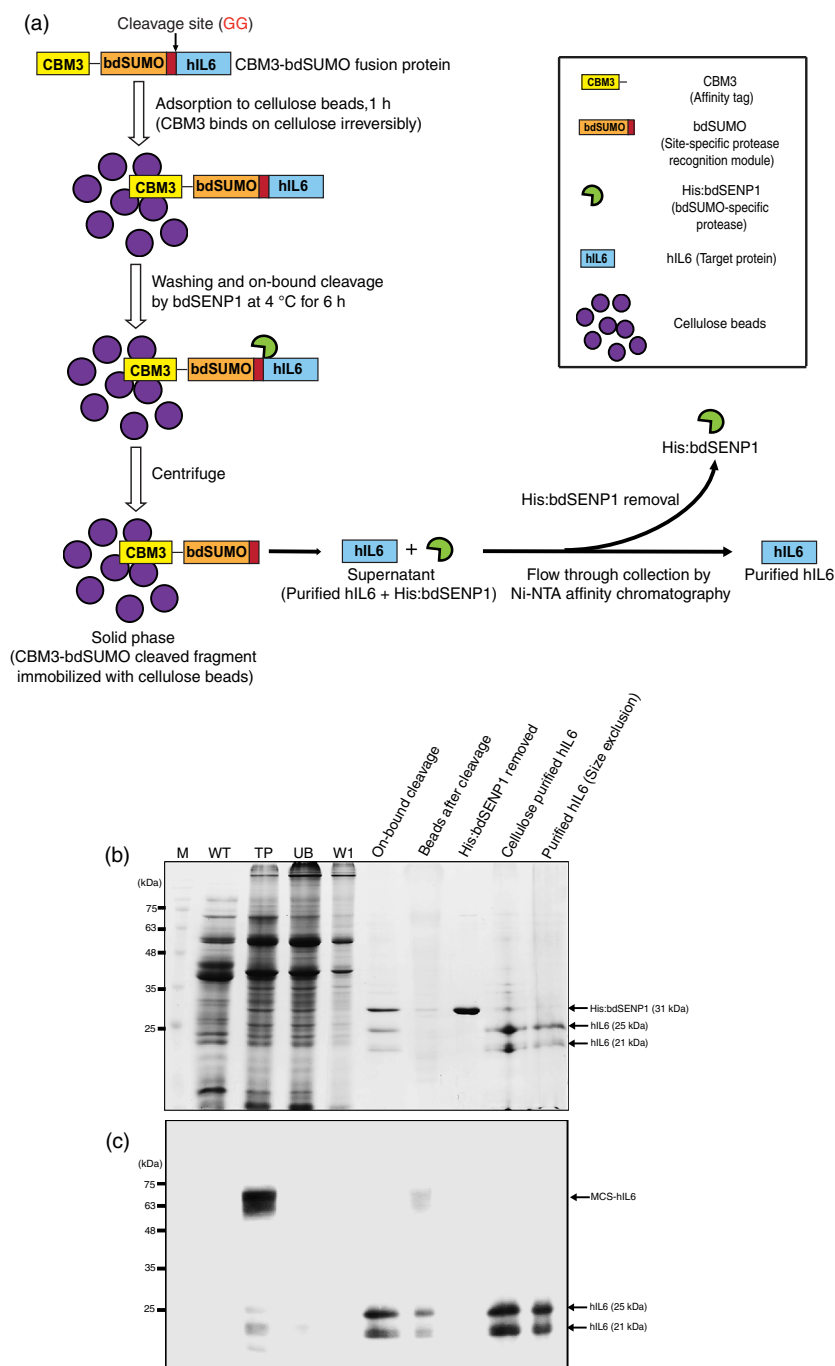 (a)
Cleavage site (GG)
CBM3 bdSUMO hIL6 CBM3-bdSUMO fusion protein
Adsorption to cellulose beads,1 h
(CBM3 binds on cellulose irreversibly)
CBM3 bdSUMO hIL6
Washing and on-bound cleavage
by bdSENP1 at 4 °C for 6 h
CBM3 bdSUMO hIL6
Centrifuge
CBM3 bdSUMO
Solid phase
(CBM3-bdSUMO cleaved fragment
immobilized with cellulose beads)
hIL6 +
Supernatant
(Purified hIL6 + His:bdSENP1)
His:bdSENP1
His:bdSENP1 removal
Flow through collection by
Ni-NTA affinity chromatography
hIL6
Purified hIL6
CBM3 CBM3
(Affinity tag)
bdSUMO bdSUMO
(Site-specific protease
recognition module)
His:bdSENP1
(bdSUMO-specific
protease)
hIL6 hIL6 (Target protein)
Cellulose beads
(b)
M WT TP UB W1 On-bound cleavage Beads after cleavage His:bdSENP1 removed Cellulose purified hIL6 Purified hIL6 (Size exclusion)
(kDa)
75
63
48
35
25
His:bdSENP1 (31 kDa)
hIL6 (25 kDa)
hIL6 (21 kDa)
(c)
(kDa)
75
63
48
35
25
MCS-hIL6
hIL6 (25 kDa)
hIL6 (21 kDa)